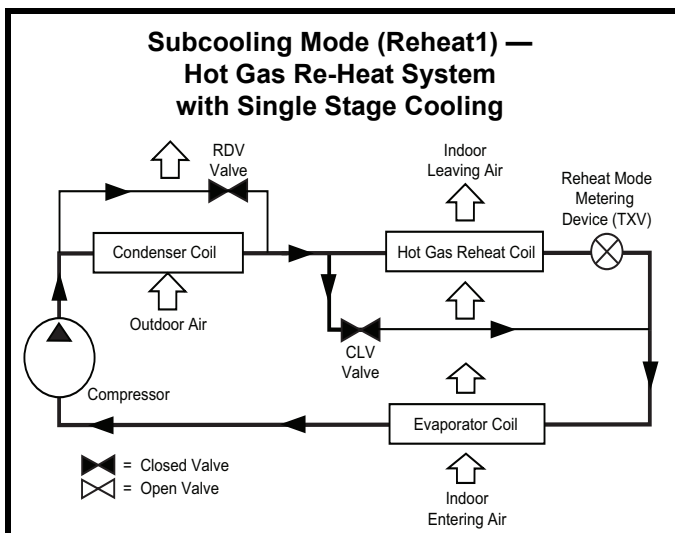 Subcooling Mode (Reheat1) —
Hot Gas Re-Heat System
with Single Stage Cooling
RDV
Valve
Indoor
Leaving Air
Reheat Mode
Metering
Device (TXV)
Condenser Coil
Hot Gas Reheat Coil
Outdoor Air
CLV
Valve
Compressor
Evaporator Coil
= Closed Valve
= Open Valve
Indoor
Entering Air